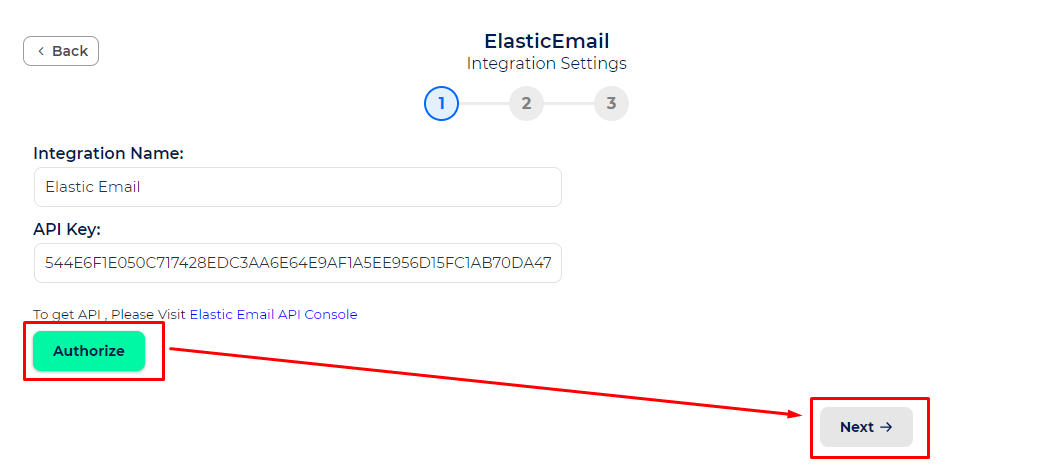 Back
ElasticEmail
Integration Settings
1 2 3
Integration Name:
Elastic Email
API Key:
544E6F1E050C717428EDC3AA6E64E9AF1A5EE956D15FC1AB70DA47
To get API , Please Visit Elastic Email API Console
Authorize
Next →